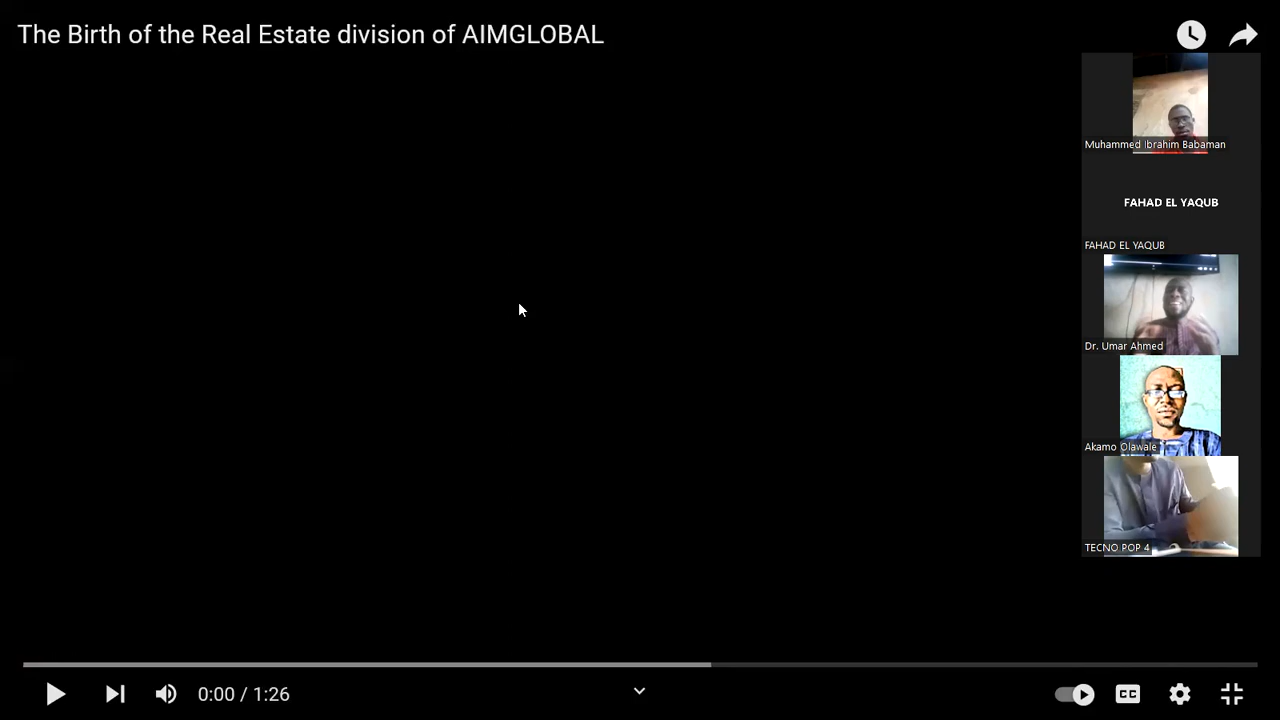 The Birth of the Real Estate division of AIMGLOBAL
Muhammed Ibrahim Babaman
FAHAD EL YAQUB
FAHAD EL YAQUB
Dr. Umar Ahmed
Akamo Olawale
TECNO POP 4
0:00 / 1:26
CC